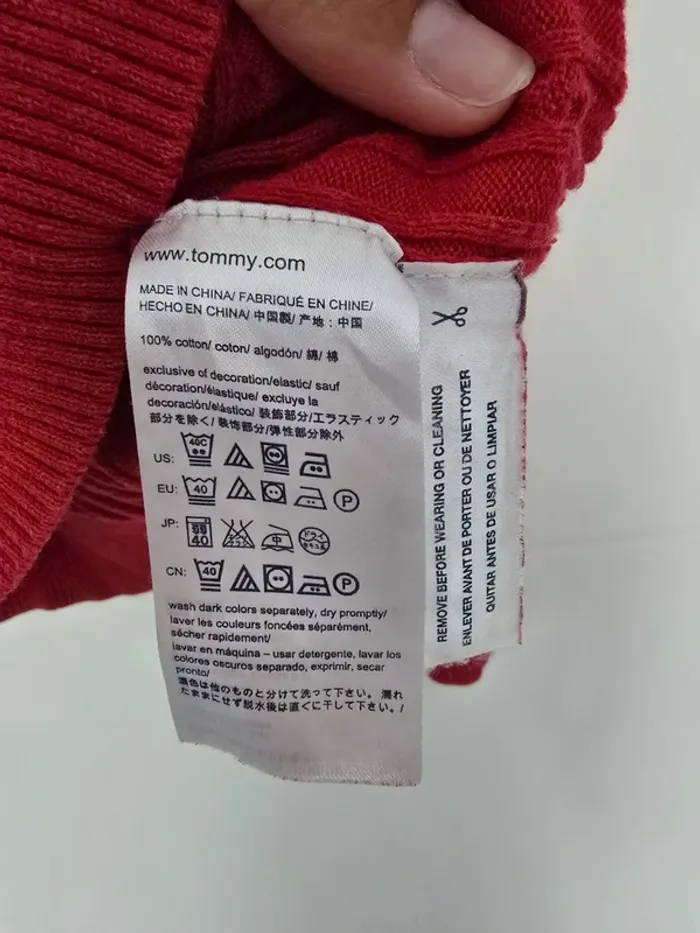 www.tommy.com
MADE IN CHINA/ FABRIQUÉ EN CHINE/
HECHO EN CHINA/ 中国製/ 产地：中国
100% cotton/ coton/ algodón/ 綿/ 棉
exclusive of decoration/elastic/ sauf
décoration/élastique/ excluye la
decoración/elástico/ 装飾部分/エラスティック
部分を除く/ 装饰部分/弹性部分除外
US: 40C
EU: 40 P
JP: 40 ドライ
CN: 40 P
wash dark colors separately, dry promptly/
laver les couleurs foncées séparément,
sécher rapidement/
lavar en máquina – usar detergente, lavar los
colores oscuros separado, exprimir, secar
pronto/
濃色は他のものと分けて洗って下さい。濡れ
たままにせず脱水後は直ぐに干して下さい。/
REMOVE BEFORE WEARING OR CLEANING
ENLEVER AVANT DE PORTER OU DE NETTOYER
QUITAR ANTES DE USAR O LIMPIAR